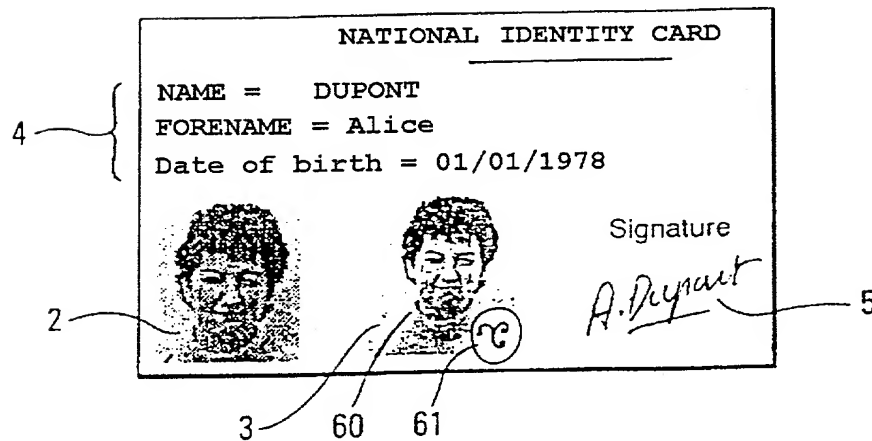 NATIONAL IDENTITY CARD
NAME = DUPONT
FORENAME = Alice
Date of birth = 01/01/1978
4
Signature
A. Dupont
5
2
3
60
61